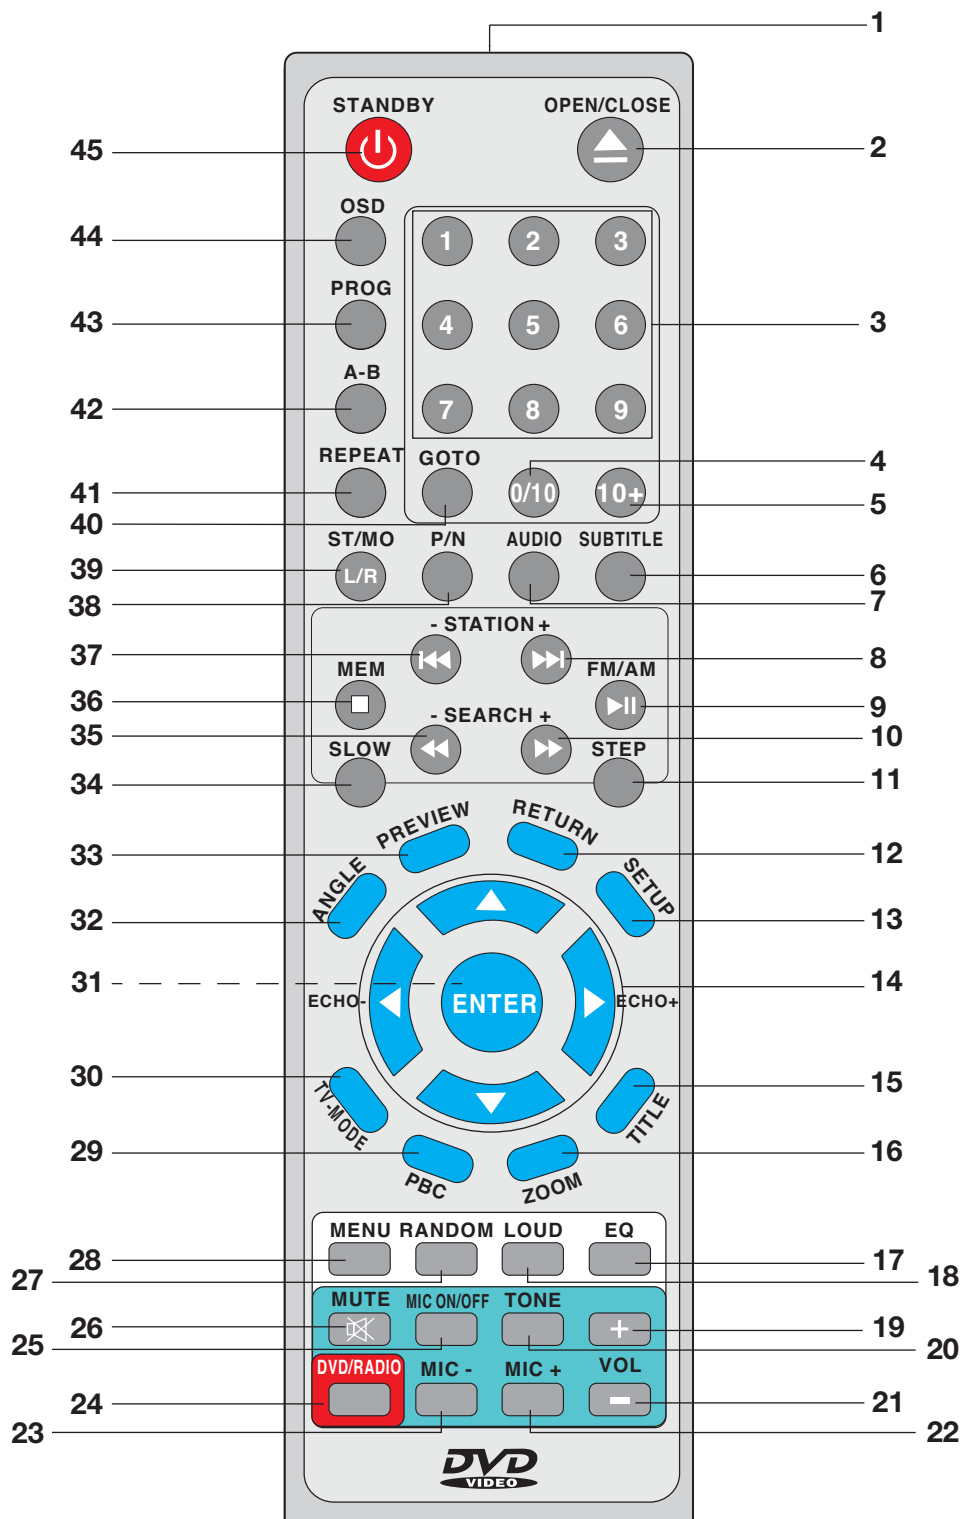 1
STANDBY OPEN/CLOSE
45 2
OSD
44 1 2 3
PROG
43 4 5 6 3
A-B
42 7 8 9
REPEAT GOTO 4
41 0/10 10+ 5
40
ST/MO P/N AUDIO SUBTITLE
39 L/R 6
38 7
- STATION +
37 8
MEM FM/AM
36 9
- SEARCH +
35 10
SLOW STEP
34 11
PREVIEW RETURN
33 12
ANGLE SETUP
32 13
31 14
ECHO- ENTER ECHO+
30 15
TV-MODE TITLE
29 16
PBC ZOOM
MENU RANDOM LOUD EQ
28 17
27 18
MUTE MIC ON/OFF TONE
26 + 19
25 20
DVD/RADIO MIC - MIC + VOL
24 - 21
23 22
DVD
VIDEO